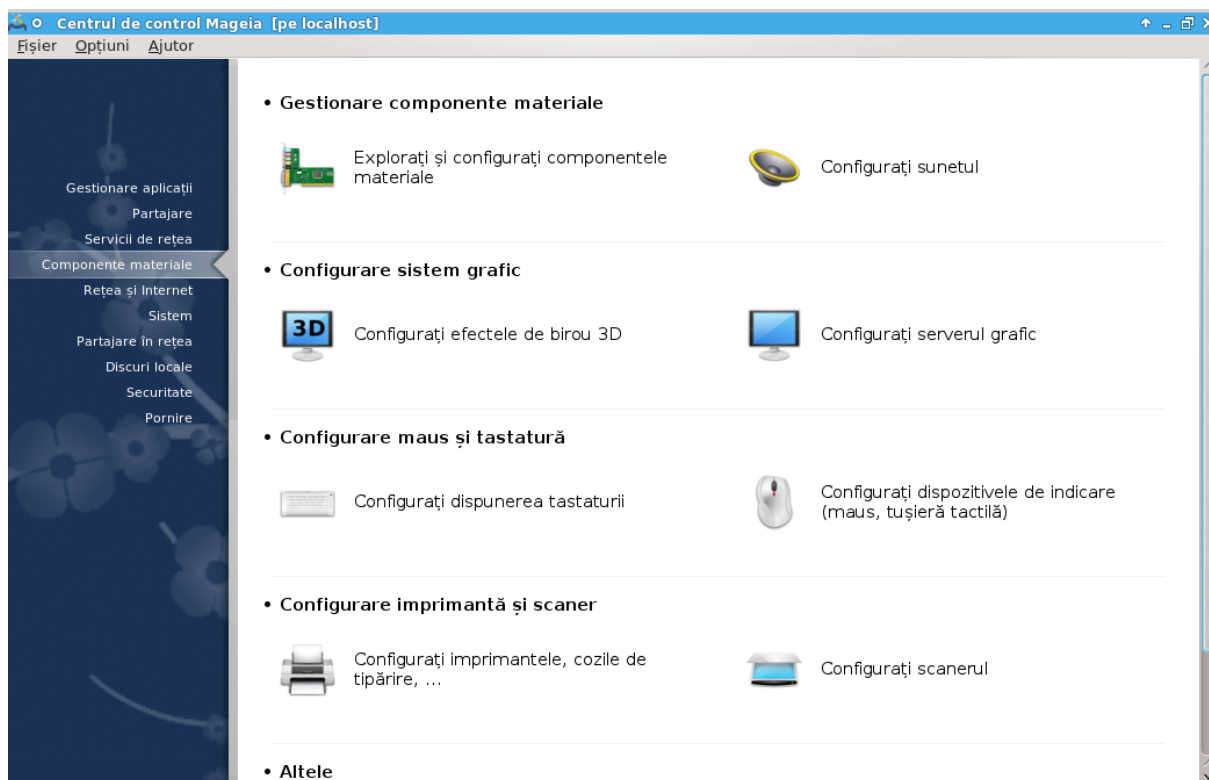 Centrul de control Mageia [pe localhost]
Fișier Opțiuni Ajutor
Gestionare aplicații
Partajare
Servicii de rețea
Componente materiale
Rețea și Internet
Sistem
Partajare în rețea
Discuri locale
Securitate
Pornire
• Gestionare componente materiale
Explorați și configurați componentele
materiale
Configurați sunetul
• Configurare sistem grafic
3D
Configurați efectele de birou 3D
Configurați serverul grafic
• Configurare maus și tastatură
Configurați dispunerea tastaturii
Configurați dispozitivele de indicare
(maus, tușieră tactilă)
• Configurare imprimantă și scaner
Configurați imprimantele, cozile de
tipărire, ...
Configurați scanerul
• Altele